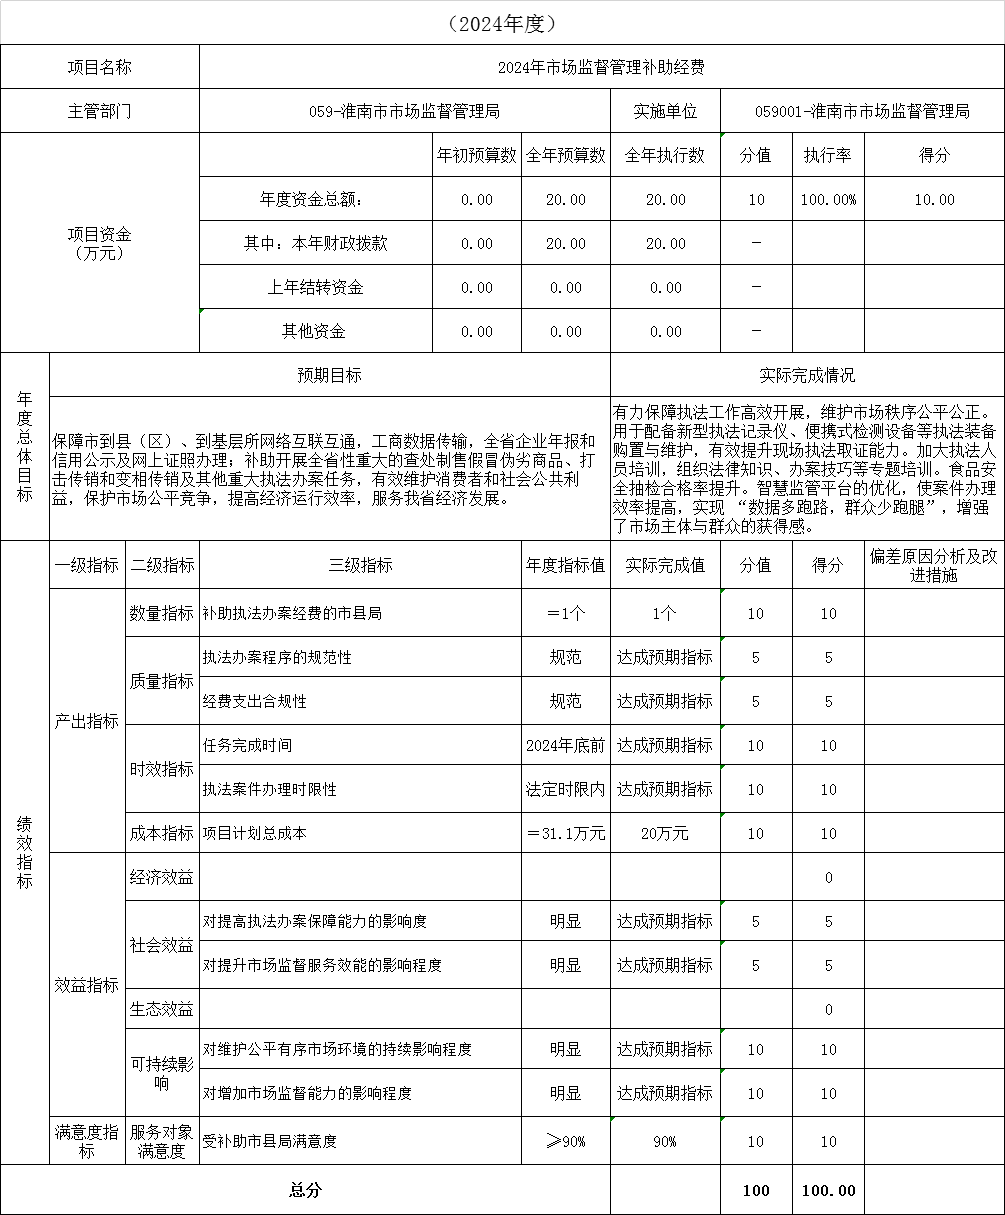 （2024年度）
项目名称 2024年市场监督管理补助经费
主管部门 059-淮南市市场监督管理局 实施单位 059001-淮南市市场监督管理局
项目资金
（万元）
年初预算数 全年预算数 全年执行数 分值 执行率 得分
年度资金总额： 0.00 20.00 20.00 10 100.00% 10.00
其中：本年财政拨款 0.00 20.00 20.00 －
上年结转资金 0.00 0.00 0.00 －
其他资金 0.00 0.00 0.00 －
年度总体目标
预期目标 实际完成情况
保障市到县（区）、到基层所网络互联互通，工商数据传输，全省企业年报和
信用公示及网上证照办理；补助开展全省性重大的查处制售假冒伪劣商品、打
击传销和变相传销及其他重大执法办案任务，有效维护消费者和社会公共利
益，保护市场公平竞争，提高经济运行效率，服务我省经济发展。
有力保障执法工作高效开展，维护市场秩序公平公正。
用于配备新型执法记录仪、便携式检测设备等执法装备
购置与维护，有效提升现场执法取证能力。加大执法人
员培训，组织法律知识、办案技巧等专题培训。食品安
全抽检合格率提升。智慧监管平台的优化，使案件办理
效率提高，实现 “数据多跑路，群众少跑腿”，增强
了市场主体与群众的获得感。
绩效指标
一级指标 二级指标 三级指标 年度指标值 实际完成值 分值 得分 偏差原因分析及改
进措施
产出指标
数量指标 补助执法办案经费的市县局 ＝1个 1个 10 10
质量指标
执法办案程序的规范性 规范 达成预期指标 5 5
经费支出合规性 规范 达成预期指标 5 5
时效指标
任务完成时间 2024年底前 达成预期指标 10 10
执法案件办理时限性 法定时限内 达成预期指标 10 10
成本指标 项目计划总成本 ＝31.1万元 20万元 10 10
效益指标
经济效益 0
社会效益
对提高执法办案保障能力的影响度 明显 达成预期指标 5 5
对提升市场监督服务效能的影响程度 明显 达成预期指标 5 5
生态效益 0
可持续影
响
对维护公平有序市场环境的持续影响程度 明显 达成预期指标 10 10
对增加市场监督能力的影响程度 明显 达成预期指标 10 10
满意度指
标
服务对象
满意度
受补助市县局满意度 ≥90% 90% 10 10
总分 100 100.00